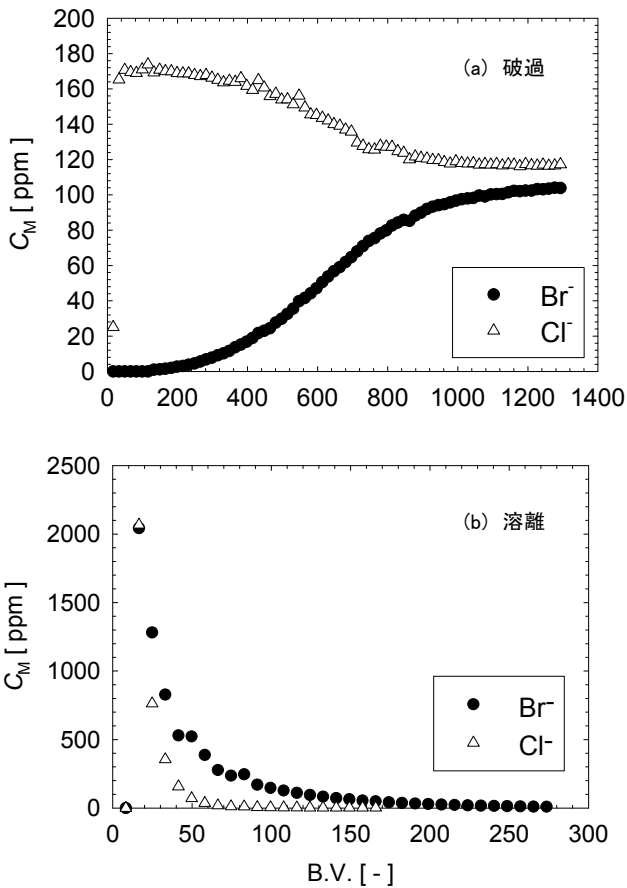 200
180
160
140
120
100
80
60
40
20
0
C_M [ ppm ]
(a) 破過
● Br⁻
△ Cl⁻
0 200 400 600 800 1000 1200 1400
2500
2000
1500
1000
500
0
C_M [ ppm ]
(b) 溶離
● Br⁻
△ Cl⁻
0 50 100 150 200 250 300
B.V. [ - ]